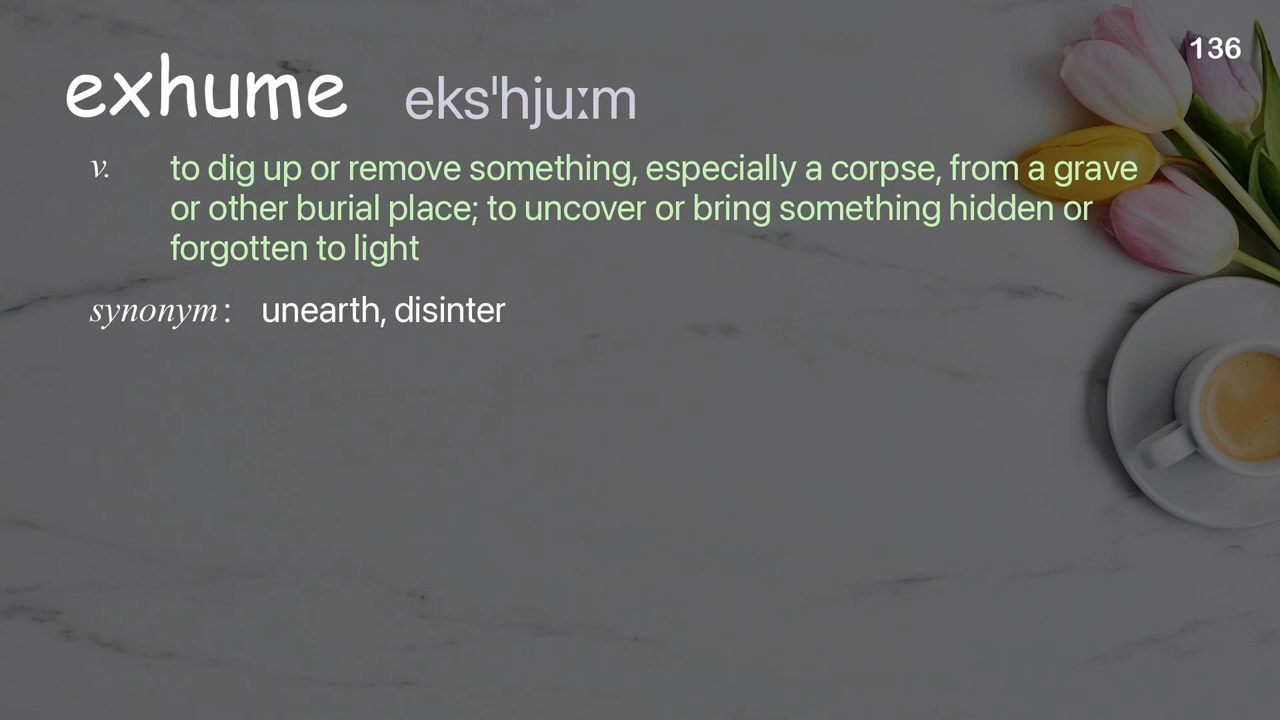 136
exhume eks'hjuːm
v. to dig up or remove something, especially a corpse, from a grave
or other burial place; to uncover or bring something hidden or
forgotten to light
synonym: unearth, disinter